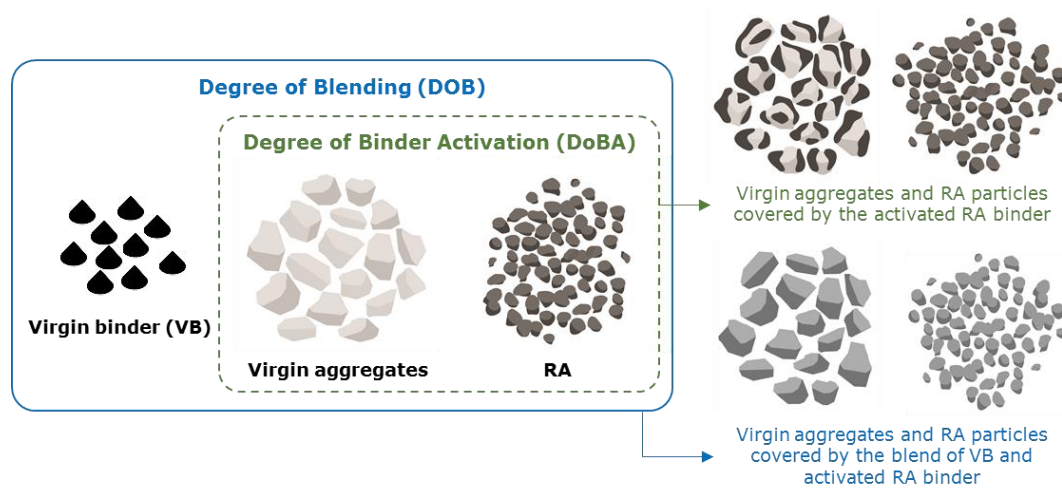 Degree of Blending (DOB)
Degree of Binder Activation (DoBA)
Virgin binder (VB)
Virgin aggregates
RA
Virgin aggregates and RA particles
covered by the activated RA binder
Virgin aggregates and RA particles
covered by the blend of VB and
activated RA binder